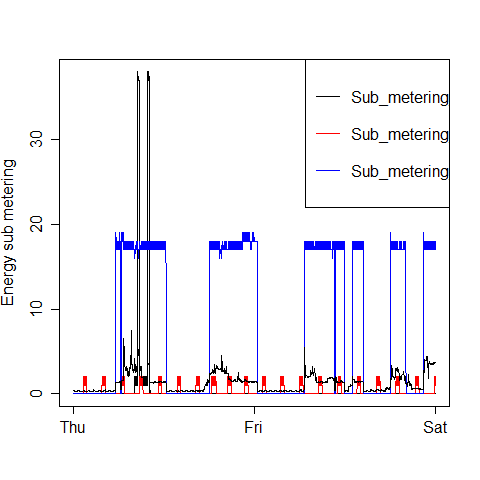 Sub_metering
Sub_metering
Sub_metering
Energy sub metering
30
20
10
0
Thu Fri Sat